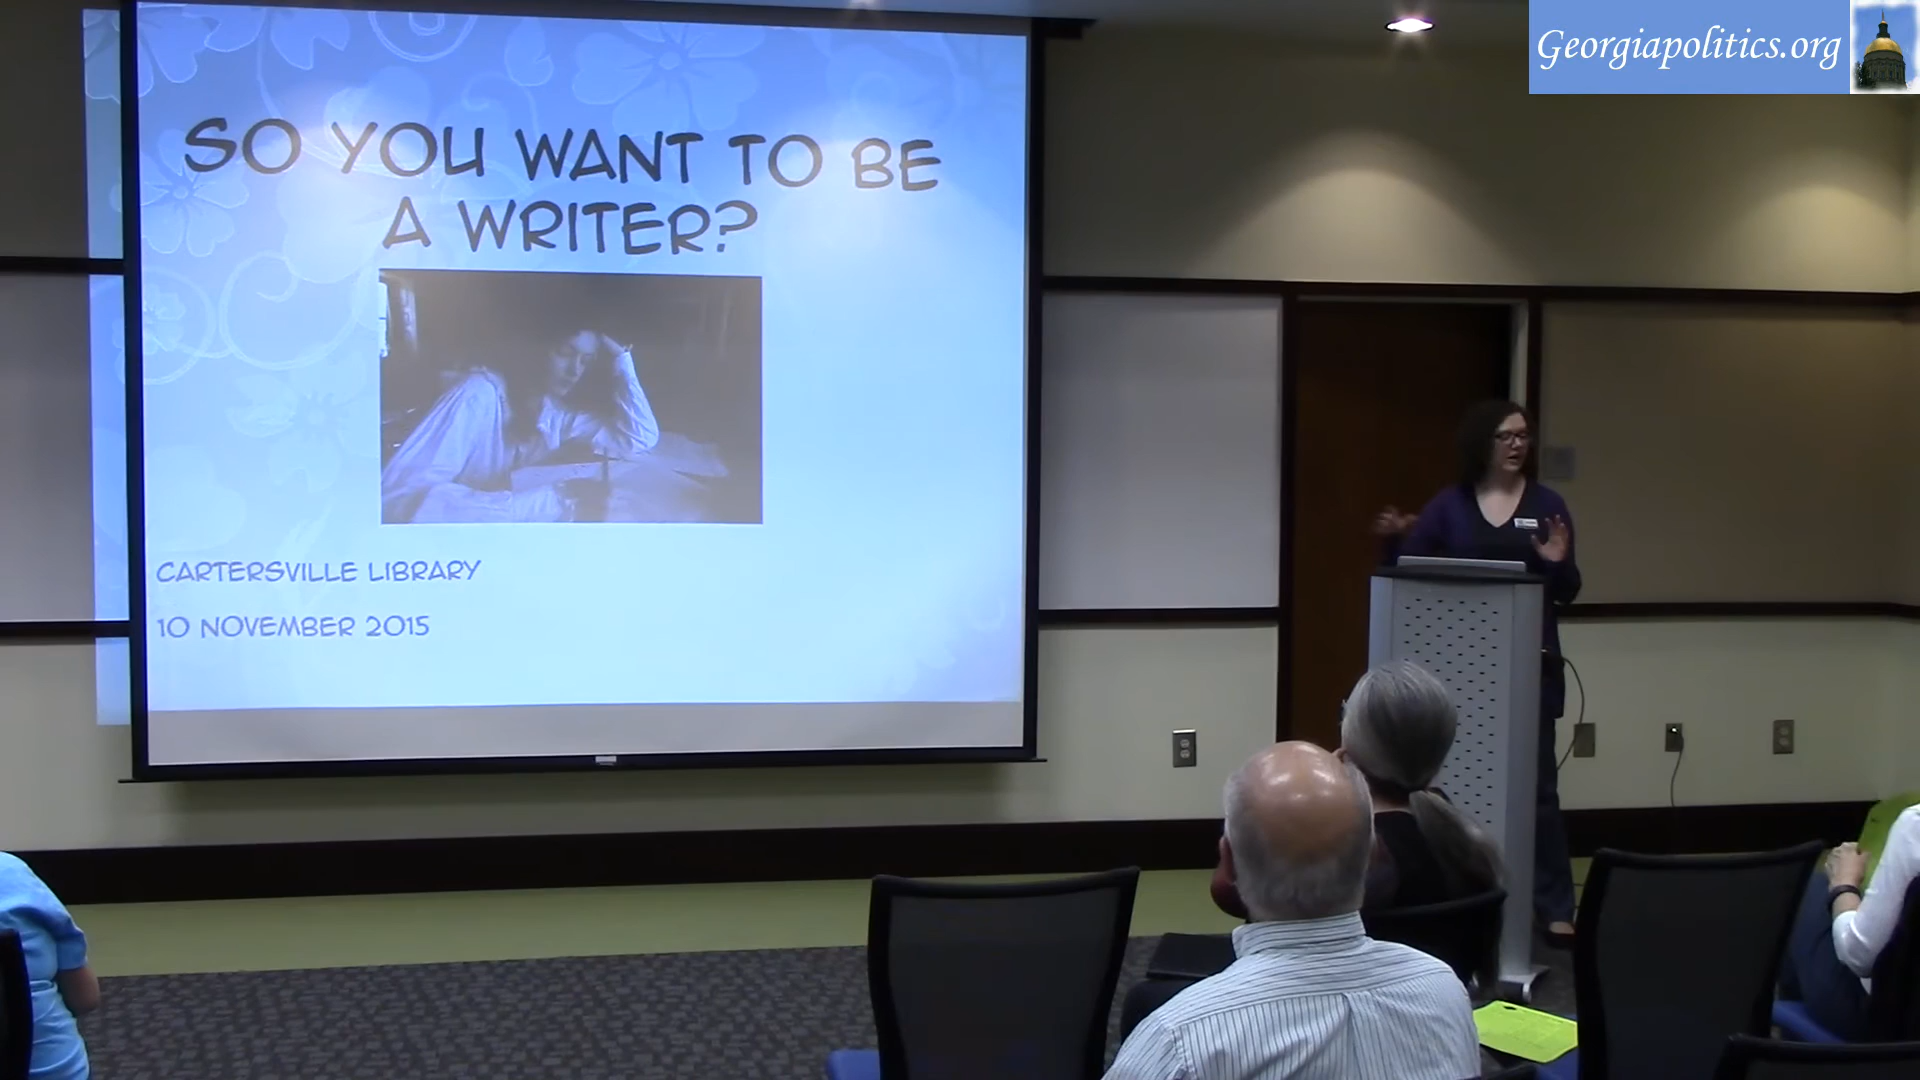 Georgiapolitics.org
SO YOU WANT TO BE
A WRITER?
CARTERSVILLE LIBRARY
10 NOVEMBER 2015